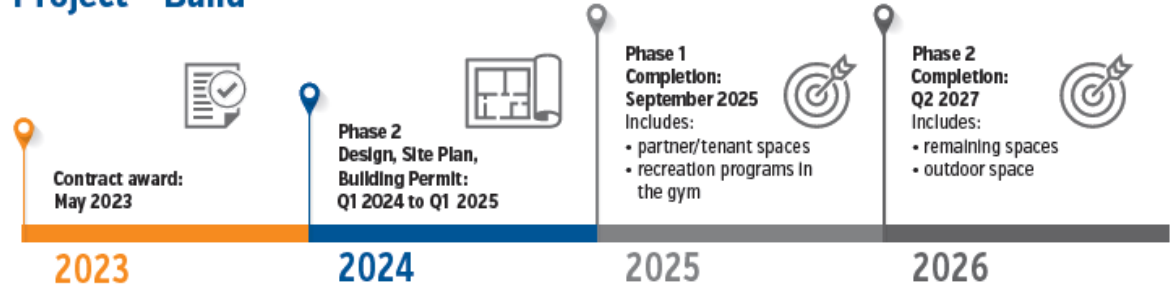 Project – Build
Contract award:
May 2023
Phase 2
Design, Site Plan,
Building Permit:
Q1 2024 to Q1 2025
Phase 1
Completion:
September 2025
Includes:
• partner/tenant spaces
• recreation programs in
the gym
Phase 2
Completion:
Q2 2027
Includes:
• remaining spaces
• outdoor space
2023
2024
2025
2026